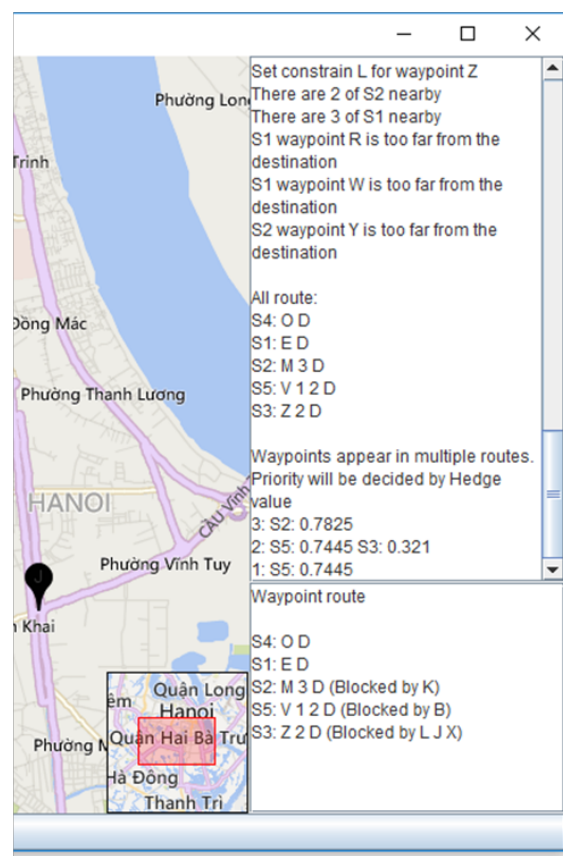 Set constrain L for waypoint Z
There are 2 of S2 nearby
There are 3 of S1 nearby
S1 waypoint R is too far from the
destination
S1 waypoint W is too far from the
destination
S2 waypoint Y is too far from the
destination
All route:
S4: O D
S1: E D
S2: M 3 D
S5: V 1 2 D
S3: Z 2 D
Waypoints appear in multiple routes.
Priority will be decided by Hedge
value
3: S2: 0.7825
2: S5: 0.7445 S3: 0.321
1: S5: 0.7445
Waypoint route
S4: O D
S1: E D
S2: M 3 D (Blocked by K)
S5: V 1 2 D (Blocked by B)
S3: Z 2 D (Blocked by L J X)
Phường
Trinh
Đồng Mác
Phường Thanh Lương
HANOI
CẦU Vĩnh
Phường Vĩnh Tuy
J
Khai
Quận Long
Hanoi
Phường
Quận Hai Bà
Hà Đông
Thanh Trì